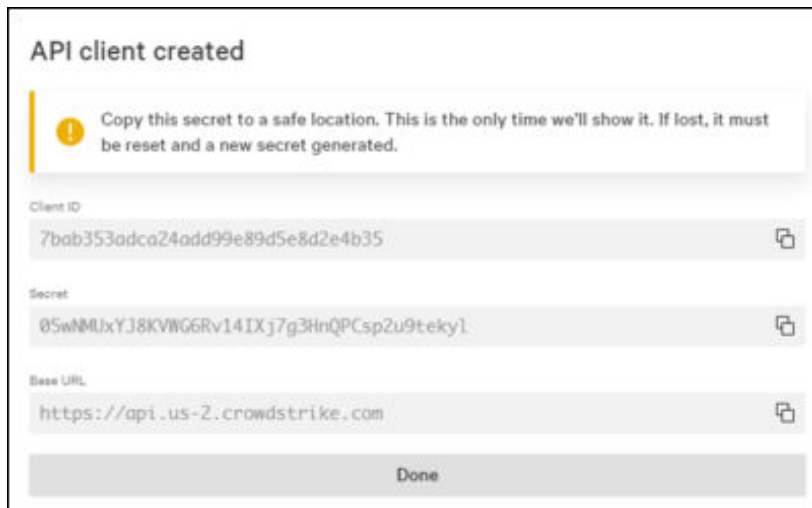 API client created
Copy this secret to a safe location. This is the only time we'll show it. If lost, it must
be reset and a new secret generated.
Client ID
7bab353adca24add99e89d5e8d2e4b35
Secret
05wNMUxYJ8KVWG6Rv14IXj7g3HnQPCsp2u9tekyl
Base URL
https://api.us-2.crowdstrike.com
Done